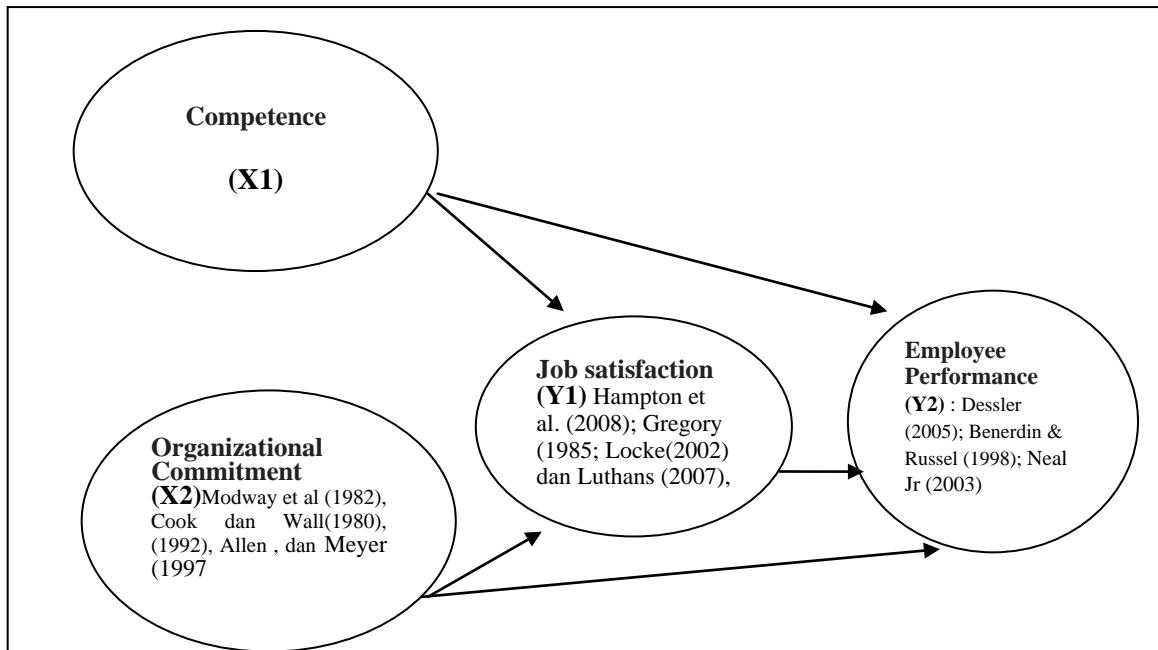 Competence
(X1)
Job satisfaction
(Y1) Hampton et
al. (2008); Gregory
(1985; Locke(2002)
dan Luthans (2007),
Employee
Performance
(Y2) : Dessler
(2005); Benerdin &
Russel (1998); Neal
Jr (2003)
Organizational
Commitment
(X2)Modway et al (1982),
Cook dan Wall(1980),
(1992), Allen , dan Meyer
(1997